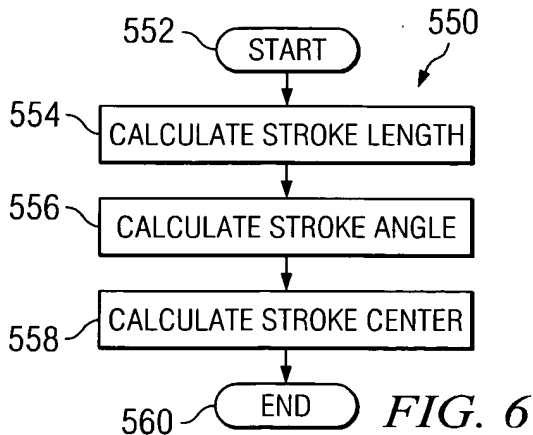 552
START
550
554
CALCULATE STROKE LENGTH
556
CALCULATE STROKE ANGLE
558
CALCULATE STROKE CENTER
560
END
FIG. 6